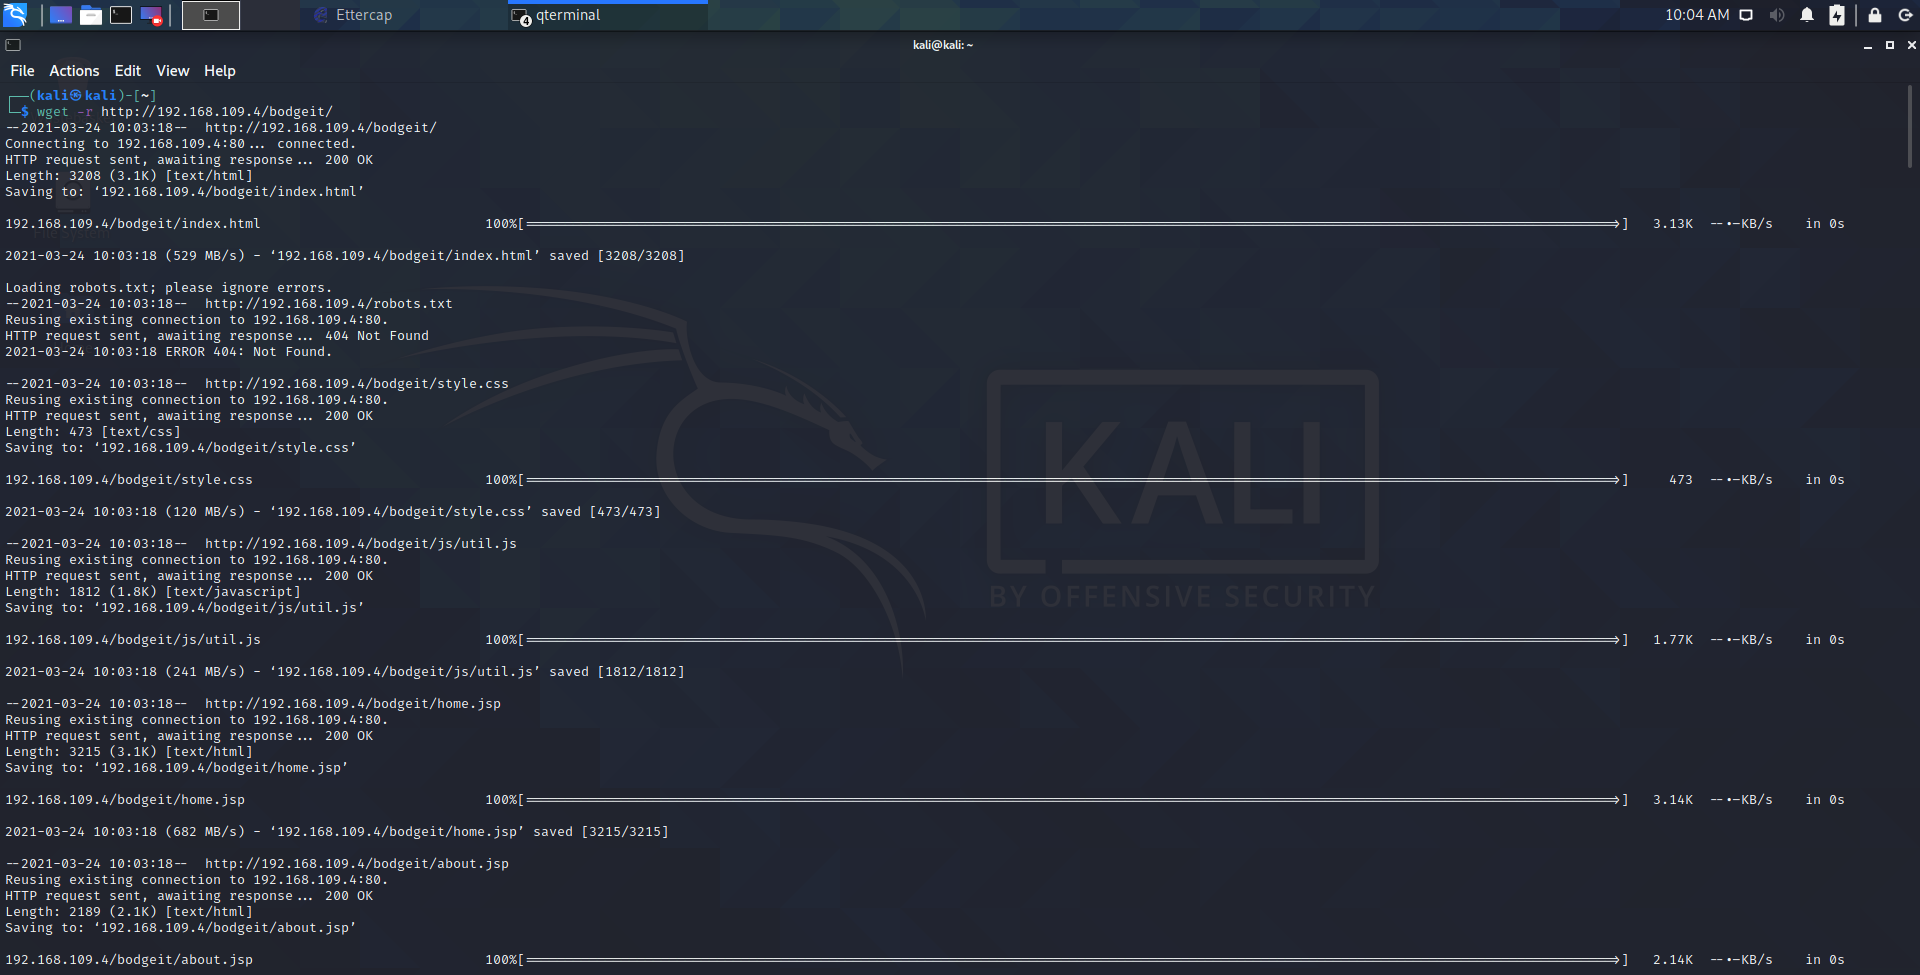 Ettercap
4 qterminal
10:04 AM
kali@kali: ~
File Actions Edit View Help
(kali㉿kali)-[~]
$ wget -r http://192.168.109.4/bodgeit/
--2021-03-24 10:03:18--  http://192.168.109.4/bodgeit/
Connecting to 192.168.109.4:80... connected.
HTTP request sent, awaiting response... 200 OK
Length: 3208 (3.1K) [text/html]
Saving to: ‘192.168.109.4/bodgeit/index.html’
192.168.109.4/bodgeit/index.html 100%[===================>] 3.13K --.-KB/s in 0s
2021-03-24 10:03:18 (529 MB/s) - ‘192.168.109.4/bodgeit/index.html’ saved [3208/3208]
Loading robots.txt; please ignore errors.
--2021-03-24 10:03:18--  http://192.168.109.4/robots.txt
Reusing existing connection to 192.168.109.4:80.
HTTP request sent, awaiting response... 404 Not Found
2021-03-24 10:03:18 ERROR 404: Not Found.
--2021-03-24 10:03:18--  http://192.168.109.4/bodgeit/style.css
Reusing existing connection to 192.168.109.4:80.
HTTP request sent, awaiting response... 200 OK
Length: 473 [text/css]
Saving to: ‘192.168.109.4/bodgeit/style.css’
192.168.109.4/bodgeit/style.css 100%[===================>] 473 --.-KB/s in 0s
2021-03-24 10:03:18 (120 MB/s) - ‘192.168.109.4/bodgeit/style.css’ saved [473/473]
--2021-03-24 10:03:18--  http://192.168.109.4/bodgeit/js/util.js
Reusing existing connection to 192.168.109.4:80.
HTTP request sent, awaiting response... 200 OK
Length: 1812 (1.8K) [text/javascript]
Saving to: ‘192.168.109.4/bodgeit/js/util.js’
192.168.109.4/bodgeit/js/util.js 100%[===================>] 1.77K --.-KB/s in 0s
2021-03-24 10:03:18 (241 MB/s) - ‘192.168.109.4/bodgeit/js/util.js’ saved [1812/1812]
--2021-03-24 10:03:18--  http://192.168.109.4/bodgeit/home.jsp
Reusing existing connection to 192.168.109.4:80.
HTTP request sent, awaiting response... 200 OK
Length: 3215 (3.1K) [text/html]
Saving to: ‘192.168.109.4/bodgeit/home.jsp’
192.168.109.4/bodgeit/home.jsp 100%[===================>] 3.14K --.-KB/s in 0s
2021-03-24 10:03:18 (682 MB/s) - ‘192.168.109.4/bodgeit/home.jsp’ saved [3215/3215]
--2021-03-24 10:03:18--  http://192.168.109.4/bodgeit/about.jsp
Reusing existing connection to 192.168.109.4:80.
HTTP request sent, awaiting response... 200 OK
Length: 2189 (2.1K) [text/html]
Saving to: ‘192.168.109.4/bodgeit/about.jsp’
192.168.109.4/bodgeit/about.jsp 100%[===================>] 2.14K --.-KB/s in 0s
KALI
BY OFFENSIVE SECURITY